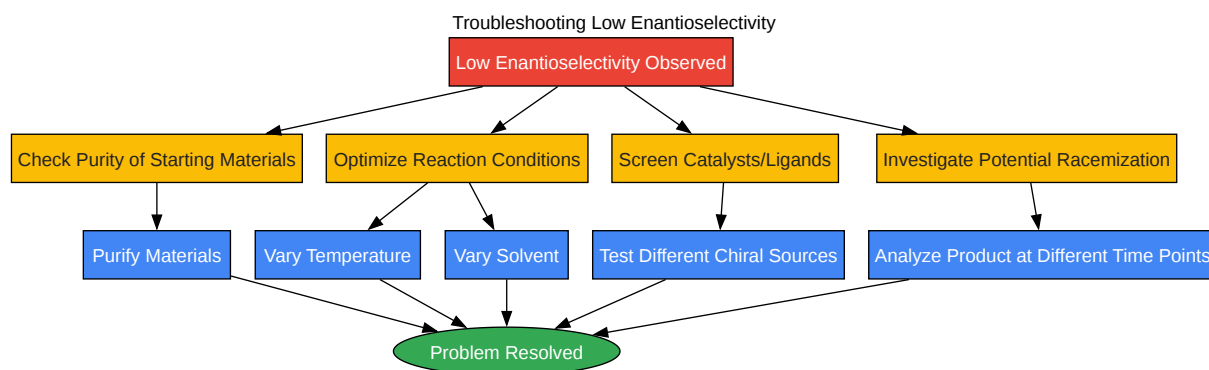 Troubleshooting Low Enantioselectivity
Low Enantioselectivity Observed
Check Purity of Starting Materials
Optimize Reaction Conditions
Screen Catalysts/Ligands
Investigate Potential Racemization
Purify Materials
Vary Temperature
Vary Solvent
Test Different Chiral Sources
Analyze Product at Different Time Points
Problem Resolved